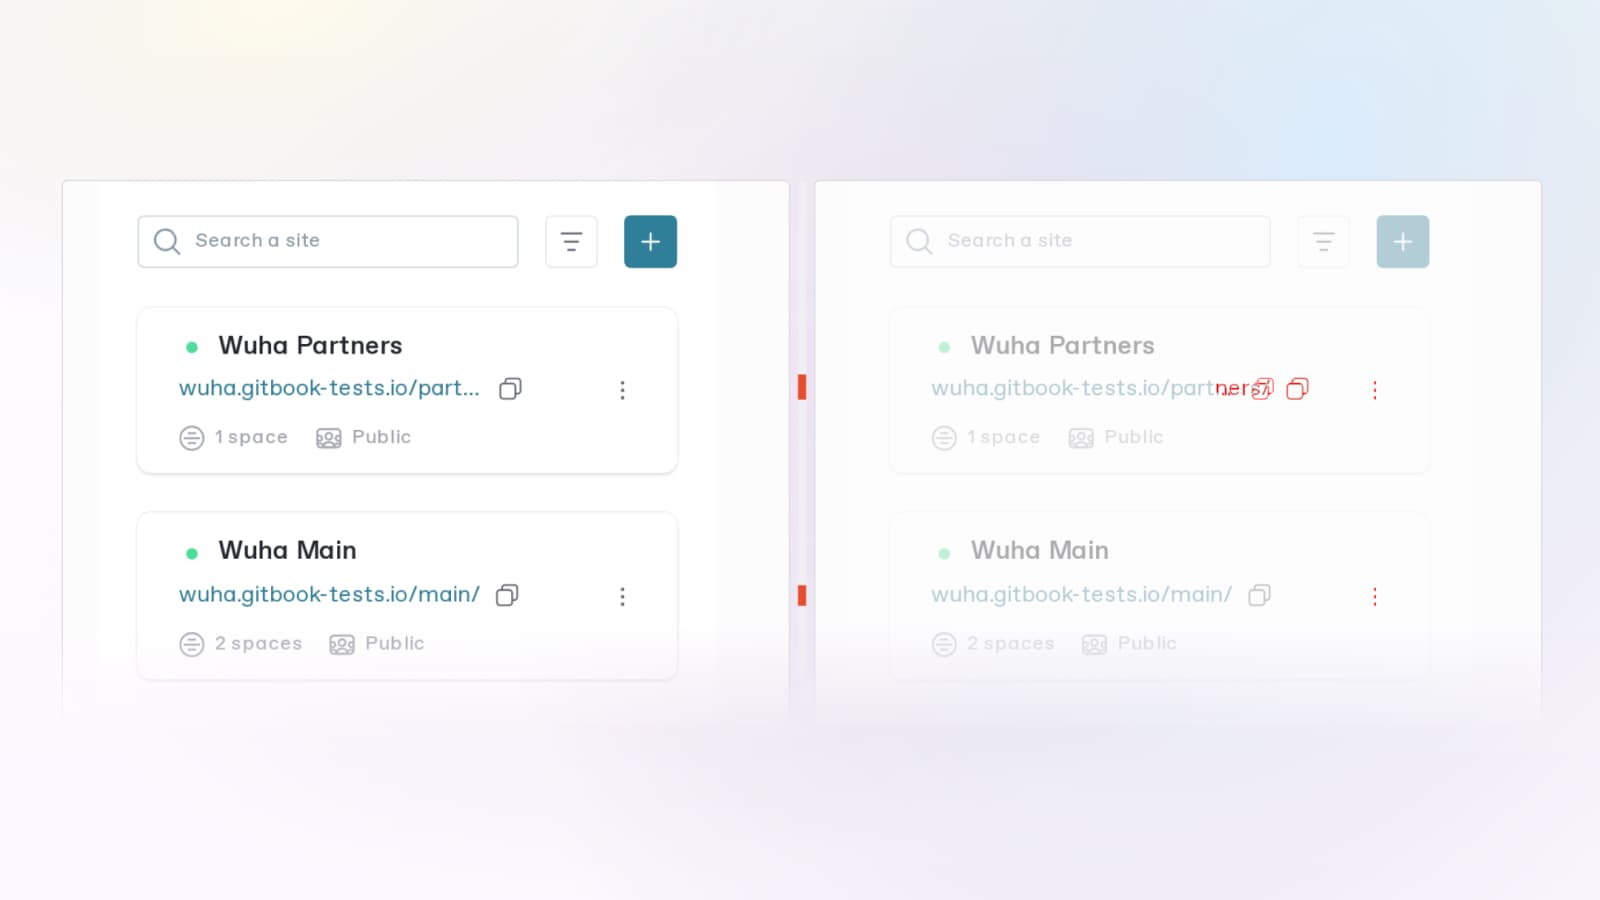 Search a site
Wuha Partners
wuha.gitbook-tests.io/part...
1 space Public
Wuha Main
wuha.gitbook-tests.io/main/
2 spaces Public
Search a site
Wuha Partners
wuha.gitbook-tests.io/partners/
1 space Public
Wuha Main
wuha.gitbook-tests.io/main/
2 spaces Public